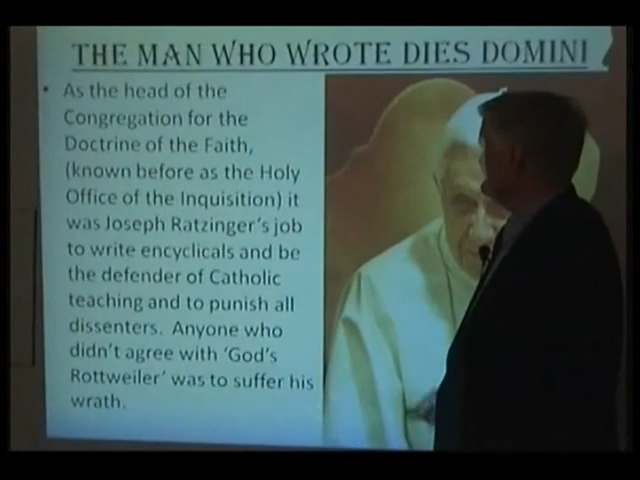 THE MAN WHO WROTE DIES DOMINI
• As the head of the
Congregation for the
Doctrine of the Faith,
(known before as the Holy
Office of the Inquisition) it
was Joseph Ratzinger's job
to write encyclicals and be
the defender of Catholic
teaching and to punish all
dissenters. Anyone who
didn't agree with 'God's
Rottweiler' was to suffer his
wrath.